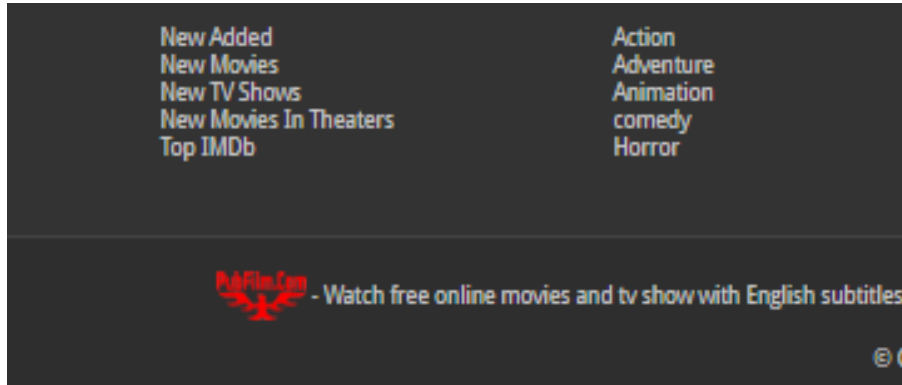 New Added
New Movies
New TV Shows
New Movies In Theaters
Top IMDb
Action
Adventure
Animation
comedy
Horror
PubFilm.Com - Watch free online movies and tv show with English subtitles
©